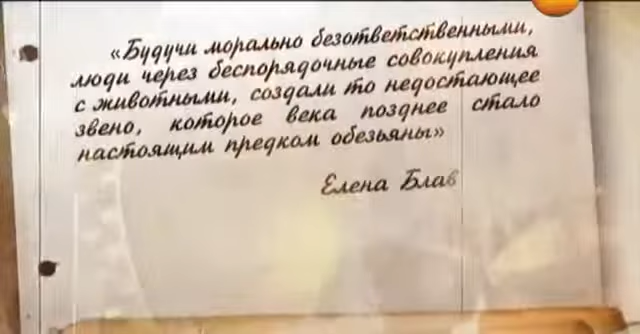 «Будучи морально безответственными,
люди через беспорядочные совокупления
с животными, создали то недостающее
звено, которое века позднее стало
настоящим предком обезьяны»
Елена Блав